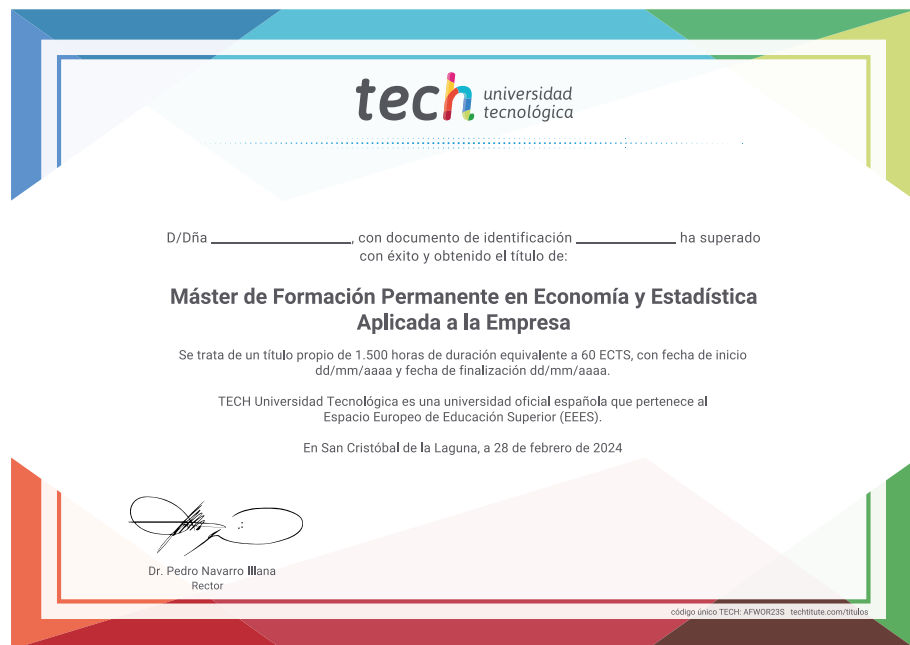 tech universidad
tecnológica
D/Dña ____________________, con documento de identificación ______________ ha superado
con éxito y obtenido el título de:
Máster de Formación Permanente en Economía y Estadística
Aplicada a la Empresa
Se trata de un título propio de 1.500 horas de duración equivalente a 60 ECTS, con fecha de inicio
dd/mm/aaaa y fecha de finalización dd/mm/aaaa.
TECH Universidad Tecnológica es una universidad oficial española que pertenece al
Espacio Europeo de Educación Superior (EEES).
En San Cristóbal de la Laguna, a 28 de febrero de 2024
Dr. Pedro Navarro Illana
Rector
código único TECH: AFWOR23S techtitute.com/titulos